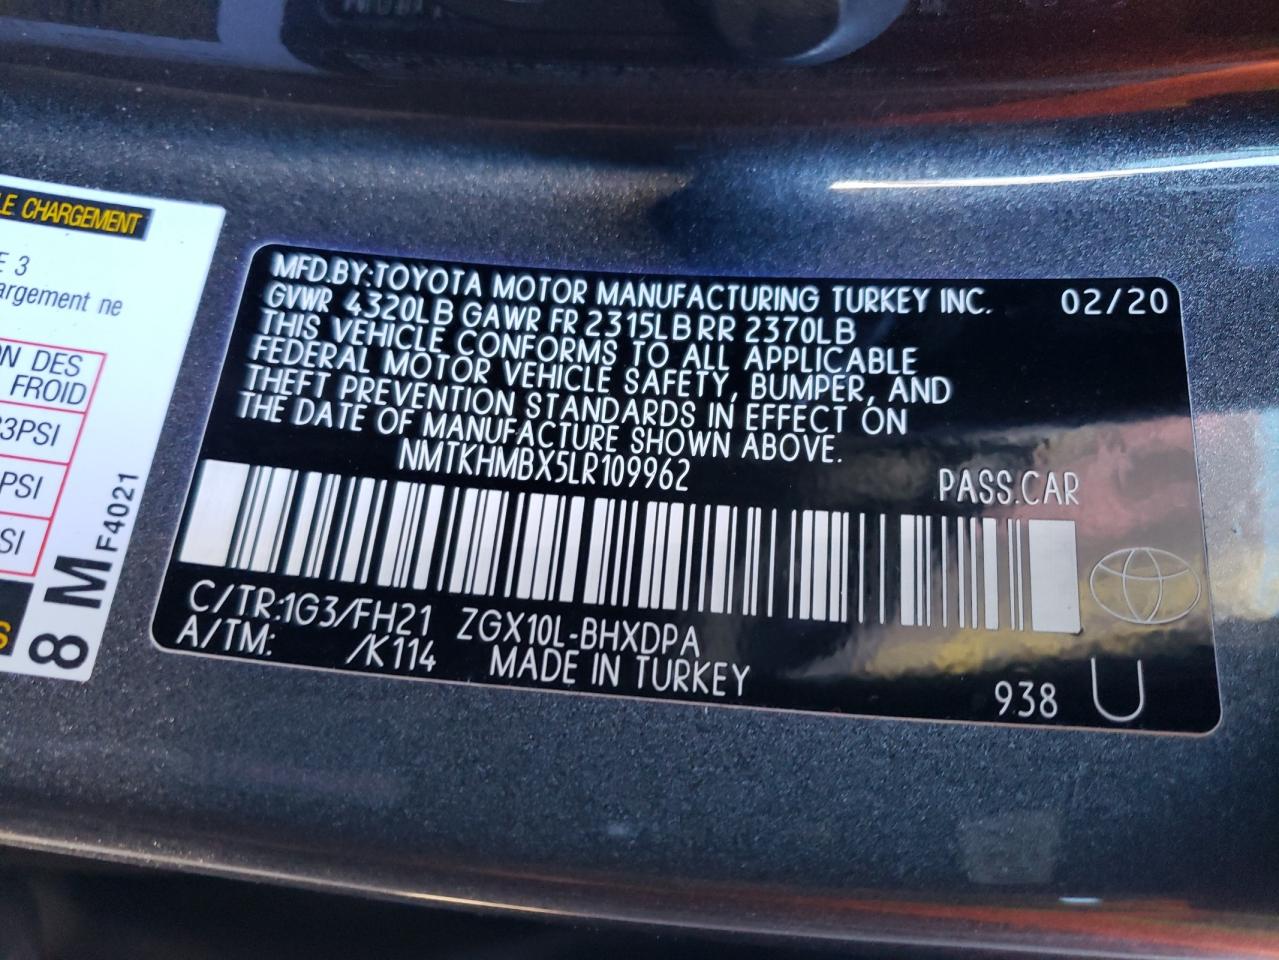 LE CHARGEMENT
E 3
argement ne
ON DES
FROID
33PSI
PSI
SI
S
8 M F4021
MFD.BY:TOYOTA MOTOR MANUFACTURING TURKEY INC. 02/20
GVWR 4320LB GAWR FR 2315LB RR 2370LB
THIS VEHICLE CONFORMS TO ALL APPLICABLE
FEDERAL MOTOR VEHICLE SAFETY, BUMPER, AND
THEFT PREVENTION STANDARDS IN EFFECT ON
THE DATE OF MANUFACTURE SHOWN ABOVE.
NMTKHMBX5LR109962 PASS.CAR
C/TR:1G3/FH21 ZGX10L-BHXDPA
A/TM: /K114 MADE IN TURKEY
938 U